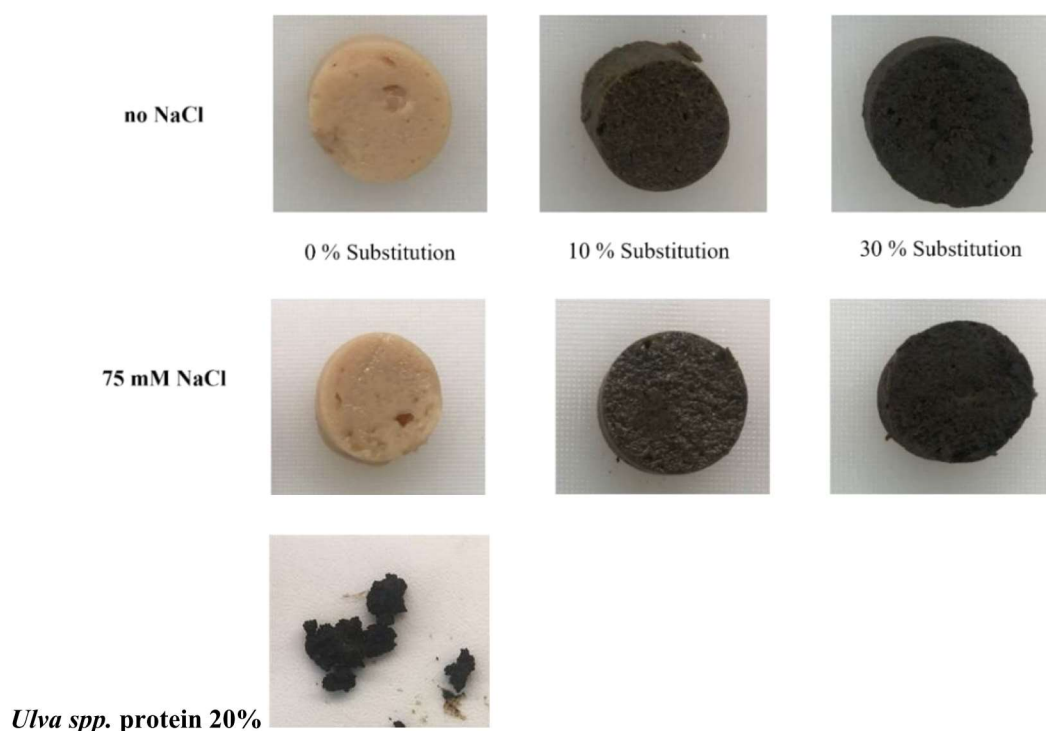 no NaCl
0 % Substitution
10 % Substitution
30 % Substitution
75 mM NaCl
Ulva spp. protein 20%